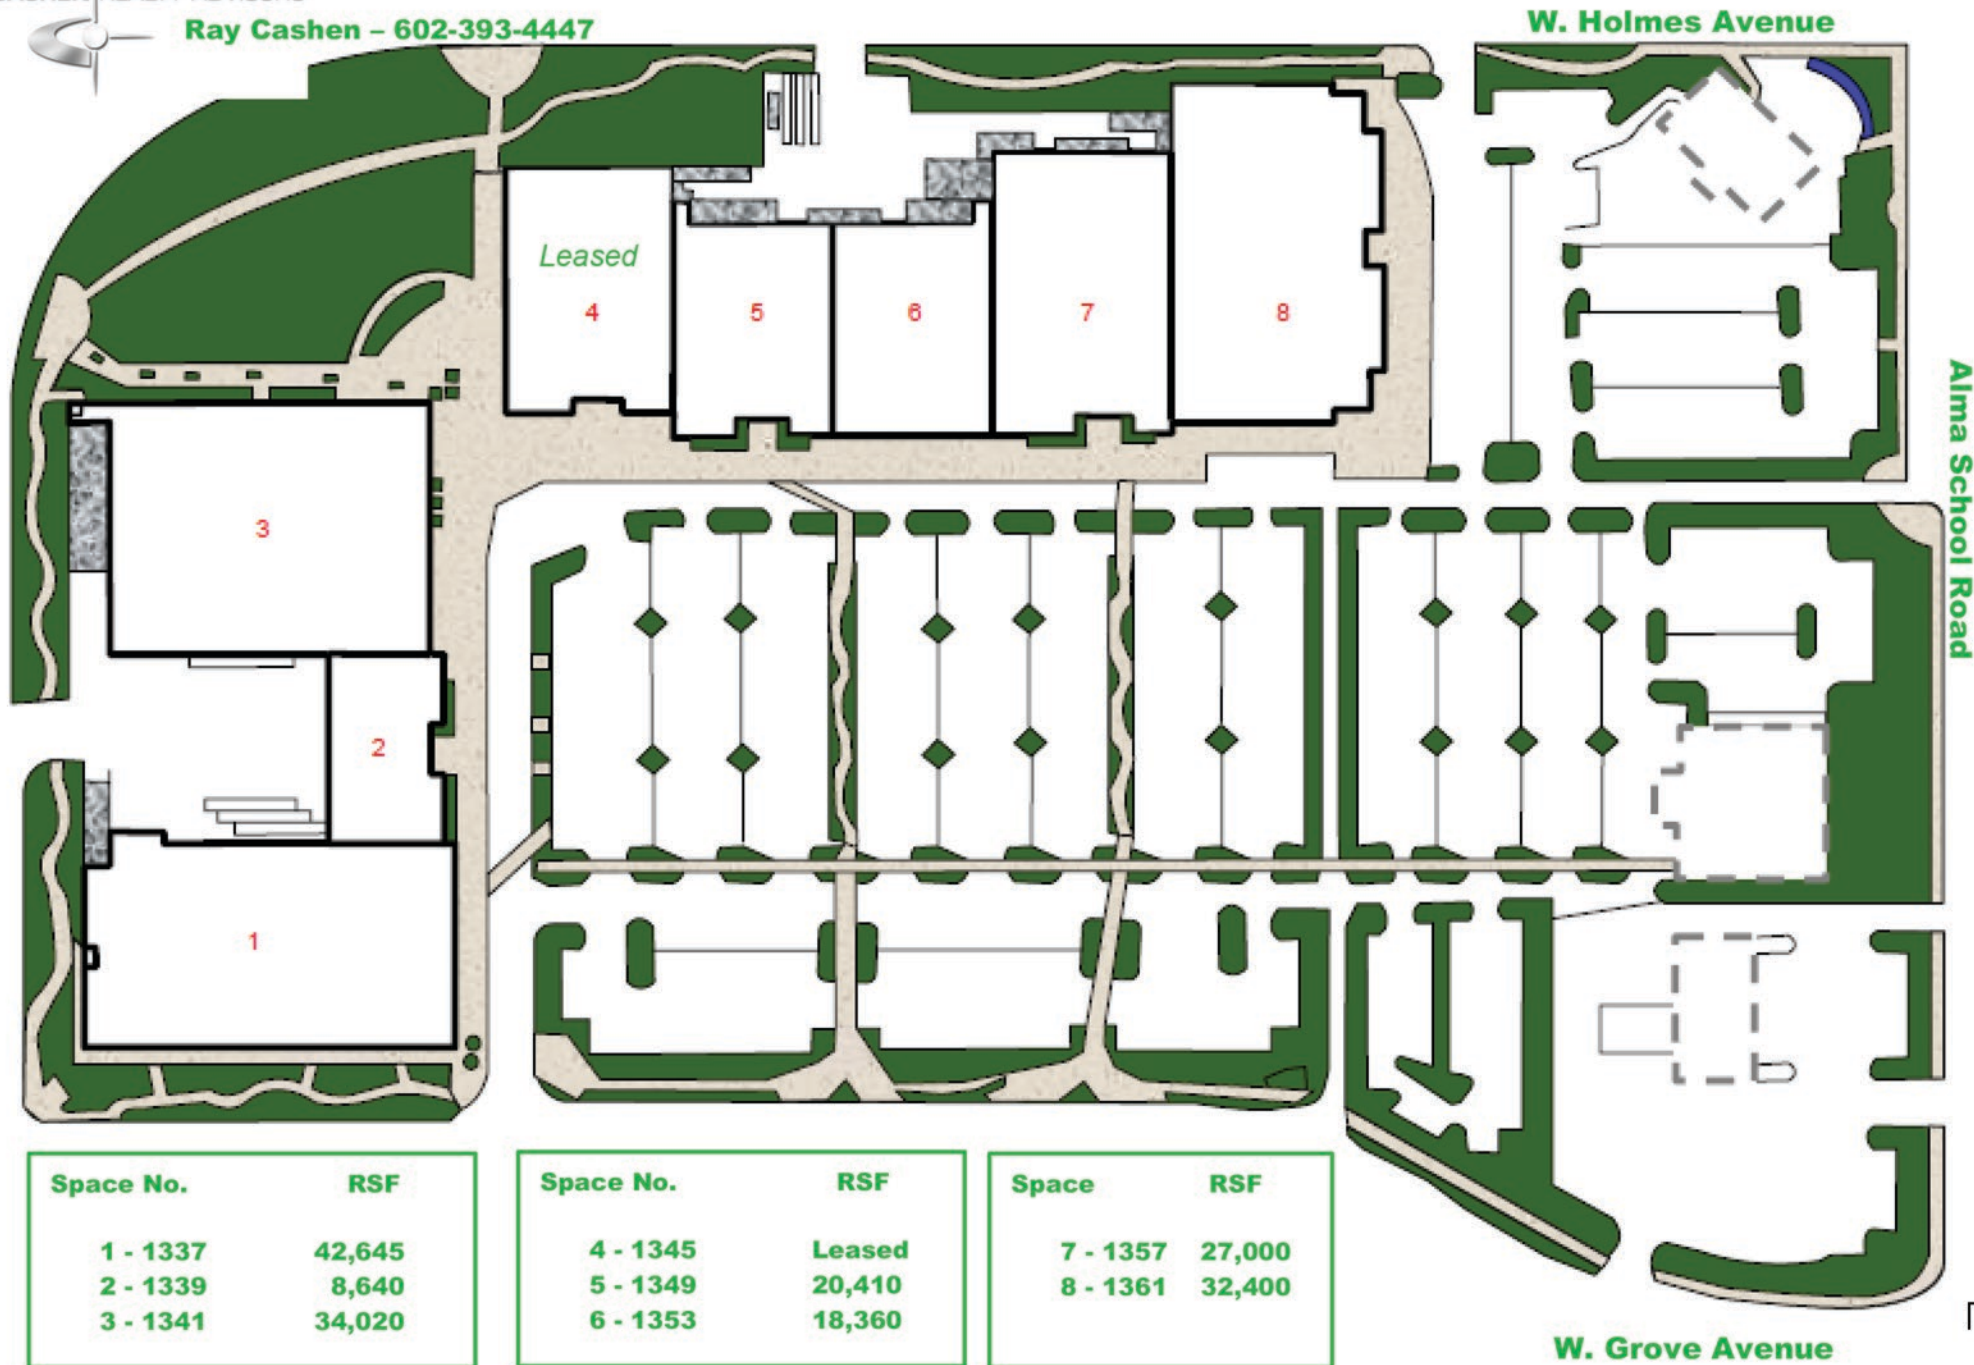 Ray Cashen – 602-393-4447
W. Holmes Avenue
Leased
4
5
6
7
8
3
2
1
Alma School Road
Space No. RSF
1 - 1337 42,645
2 - 1339 8,640
3 - 1341 34,020
Space No. RSF
4 - 1345 Leased
5 - 1349 20,410
6 - 1353 18,360
Space RSF
7 - 1357 27,000
8 - 1361 32,400
W. Grove Avenue